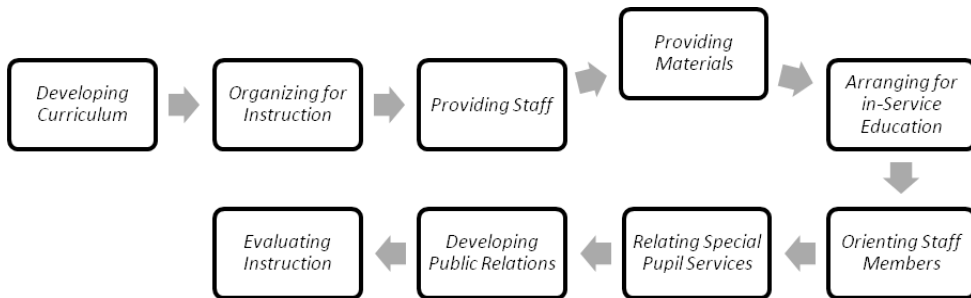 Developing
Curriculum
Organizing for
Instruction
Providing Staff
Providing
Materials
Arranging for
in-Service
Education
Orienting Staff
Members
Relating Special
Pupil Services
Developing
Public Relations
Evaluating
Instruction